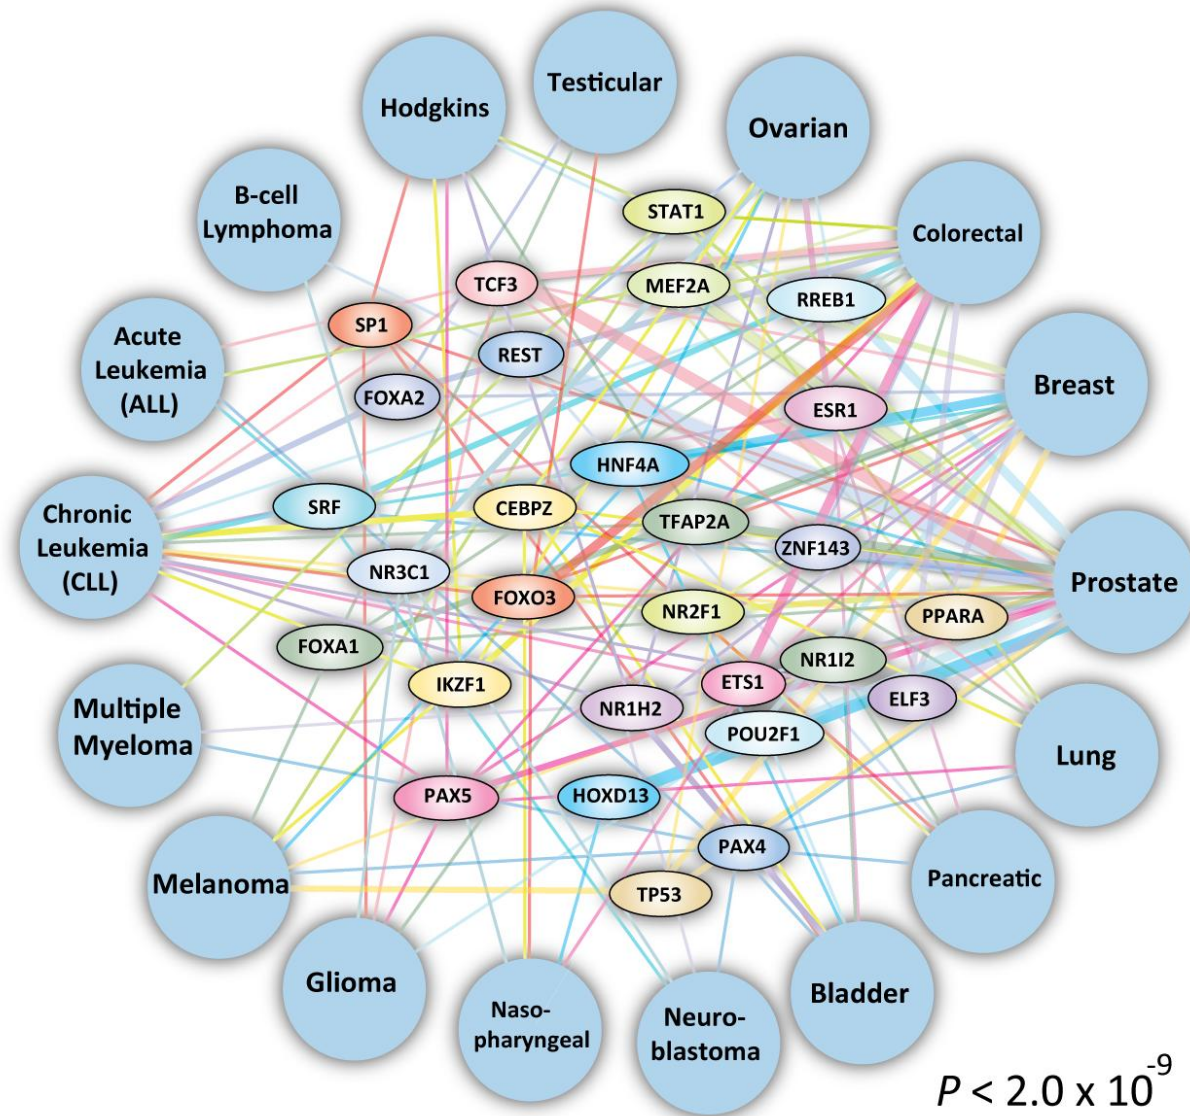 Testicular
Hodgkins
Ovarian
B-cell
Lymphoma
STAT1
Colorectal
TCF3
MEF2A
RREB1
SP1
REST
Acute
Leukemia
(ALL)
FOXA2
ESR1
Breast
HNF4A
SRF
CEBPZ
TFAP2A
ZNF143
Chronic
Leukemia
(CLL)
NR3C1
FOXO3
NR2F1
PPARA
Prostate
FOXA1
IKZF1
ETS1
NR1I2
ELF3
NR1H2
POU2F1
Multiple
Myeloma
Lung
PAX5
HOXD13
PAX4
Melanoma
TP53
Pancreatic
Glioma
Bladder
Naso-
pharyngeal
Neuro-
blastoma
P < 2.0 x 10-9